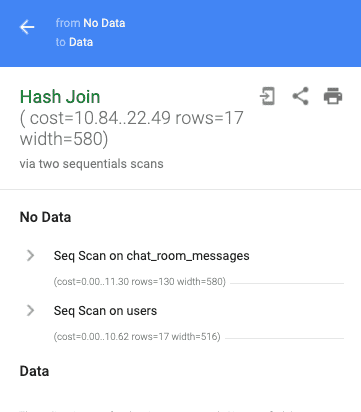 from No Data
to Data
Hash Join
( cost=10.84..22.49 rows=17
width=580)
via two sequentials scans
No Data
Seq Scan on chat_room_messages
(cost=0.00..11.30 rows=130 width=580)
Seq Scan on users
(cost=0.00..10.62 rows=17 width=516)
Data